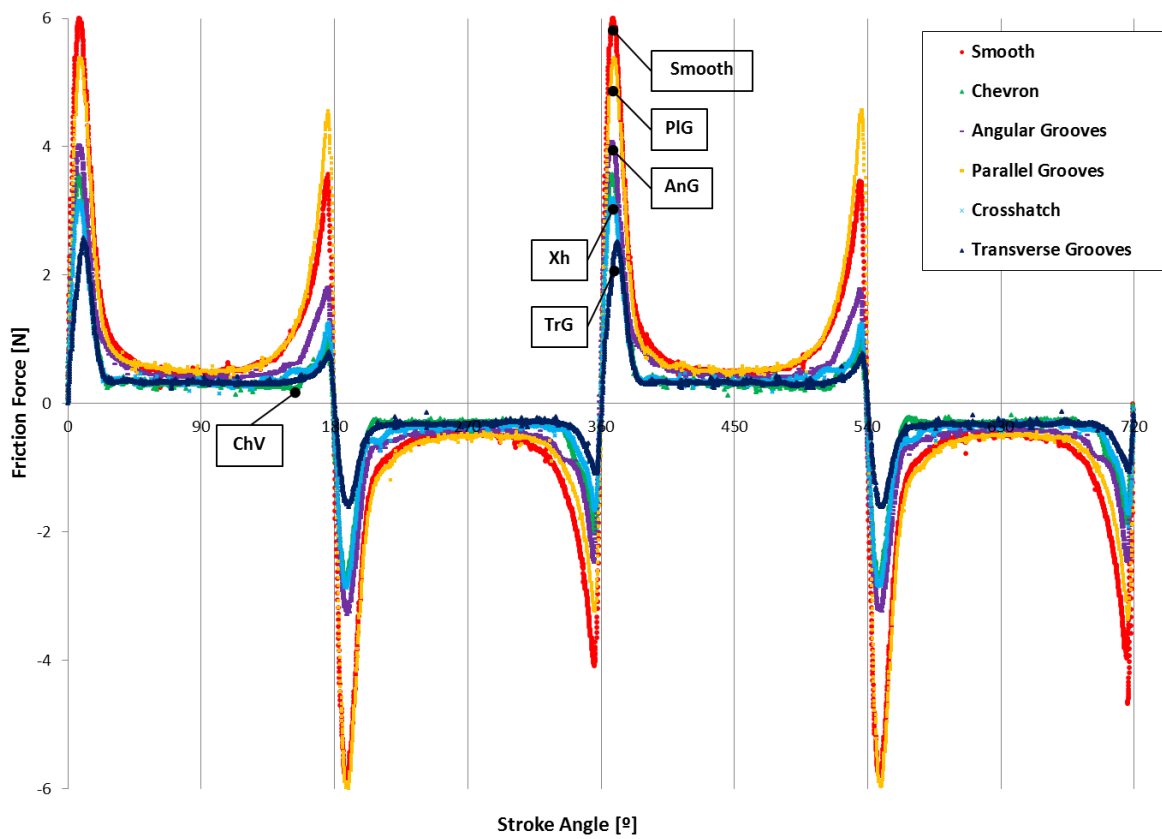 6
4
2
0
-2
-4
-6
Friction Force [N]
0
90
180
270
360
450
540
630
720
Stroke Angle [º]
Smooth
PlG
AnG
Xh
TrG
ChV
Smooth
Chevron
Angular Grooves
Parallel Grooves
Crosshatch
Transverse Grooves